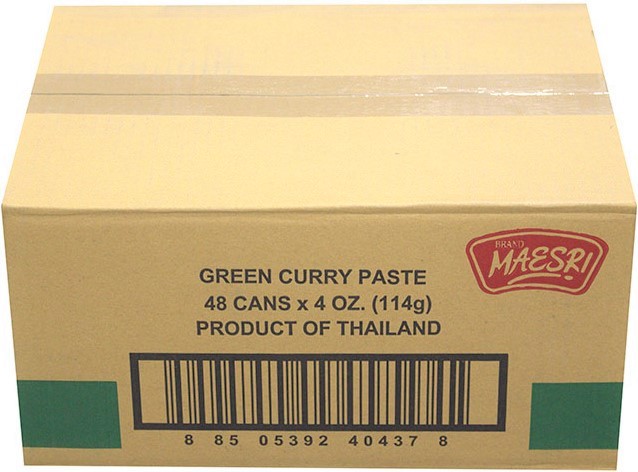 BRAND
MAESRI
GREEN CURRY PASTE
48 CANS x 4 OZ. (114g)
PRODUCT OF THAILAND
8 85 05392 40437 8